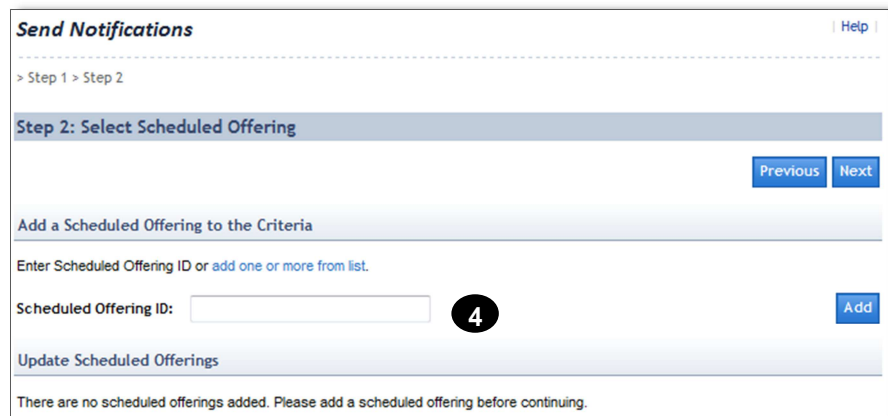 Send Notifications
| Help |
> Step 1 > Step 2
Step 2: Select Scheduled Offering
Previous Next
Add a Scheduled Offering to the Criteria
Enter Scheduled Offering ID or add one or more from list.
Scheduled Offering ID: 4 Add
Update Scheduled Offerings
There are no scheduled offerings added. Please add a scheduled offering before continuing.